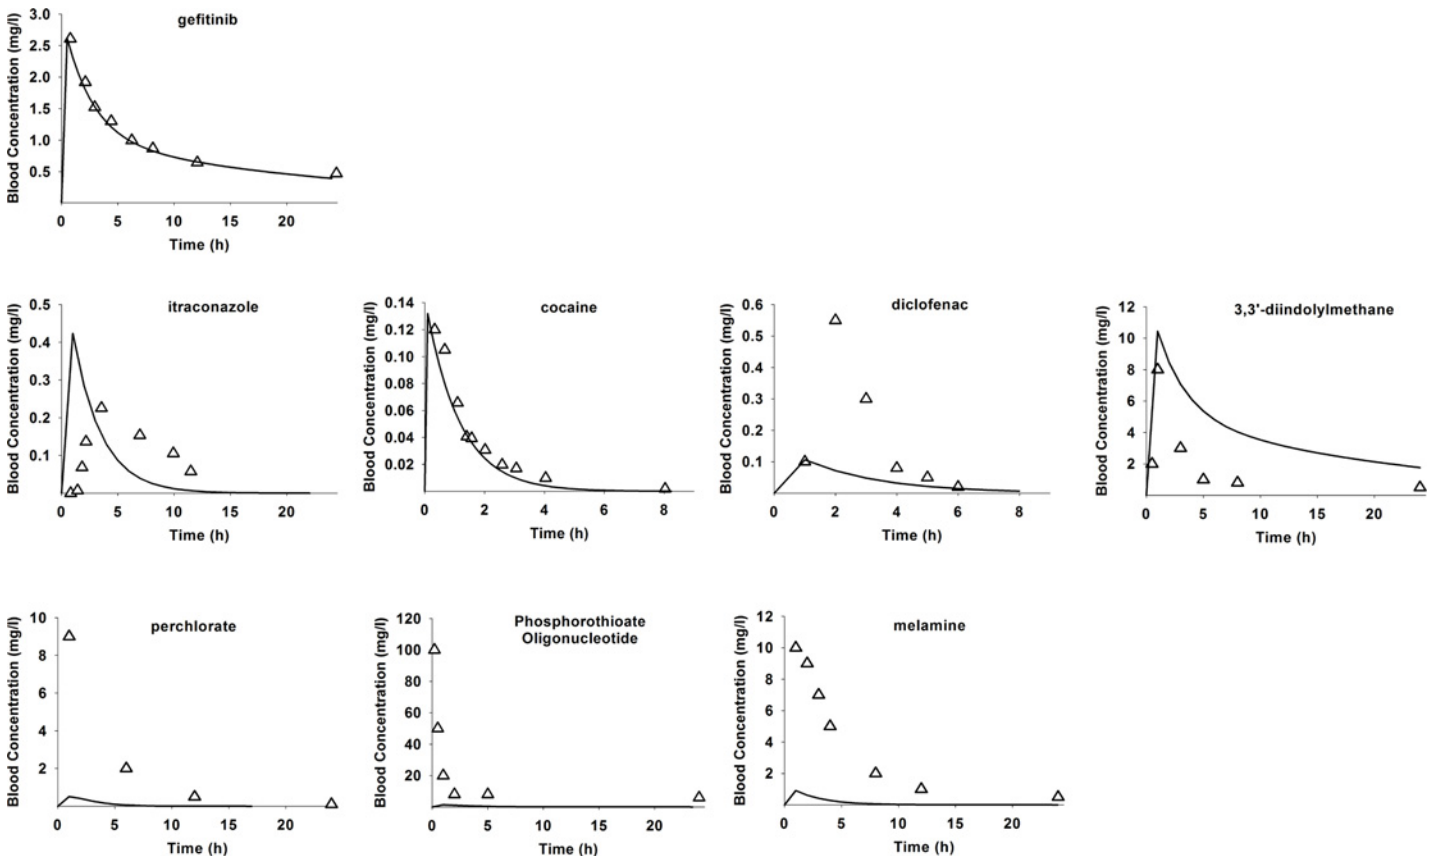 gefitinib
Blood Concentration (mg/l)
3.0
2.5
2.0
1.5
1.0
0.5
0 5 10 15 20
Time (h)
itraconazole
Blood Concentration (mg/l)
0.5
0.4
0.3
0.2
0.1
0 5 10 15 20
Time (h)
cocaine
Blood Concentration (mg/l)
0.14
0.12
0.10
0.08
0.06
0.04
0.02
0 2 4 6 8
Time (h)
diclofenac
Blood Concentration (mg/l)
0.6
0.5
0.4
0.3
0.2
0.1
0 2 4 6 8
Time (h)
3,3'-diindolylmethane
Blood Concentration (mg/l)
12
10
8
6
4
2
0 5 10 15 20
Time (h)
perchlorate
Blood Concentration (mg/l)
10
8
6
4
2
0 5 10 15 20
Time (h)
Phosphorothioate
Oligonucleotide
Blood Concentration (mg/l)
120
100
80
60
40
20
0 5 10 15 20
Time (h)
melamine
Blood Concentration (mg/l)
12
10
8
6
4
2
0 5 10 15 20
Time (h)